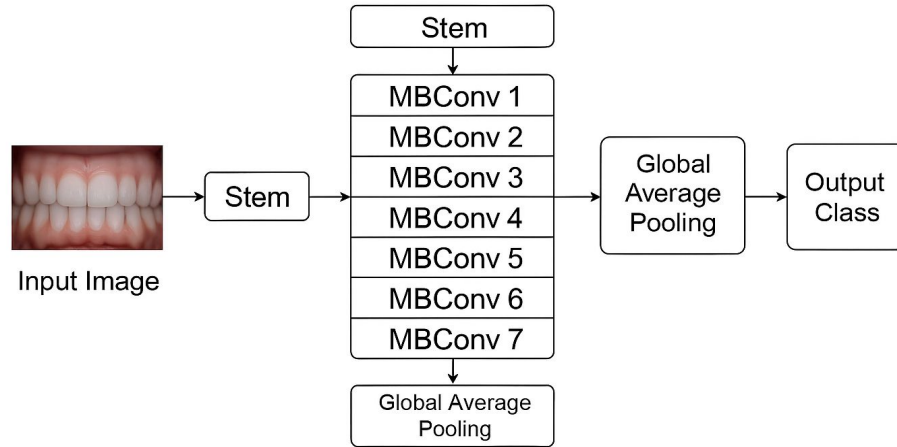 Stem
MBConv 1
MBConv 2
MBConv 3
MBConv 4
MBConv 5
MBConv 6
MBConv 7
Global Average
Pooling
Input Image
Stem
Global
Average
Pooling
Output
Class